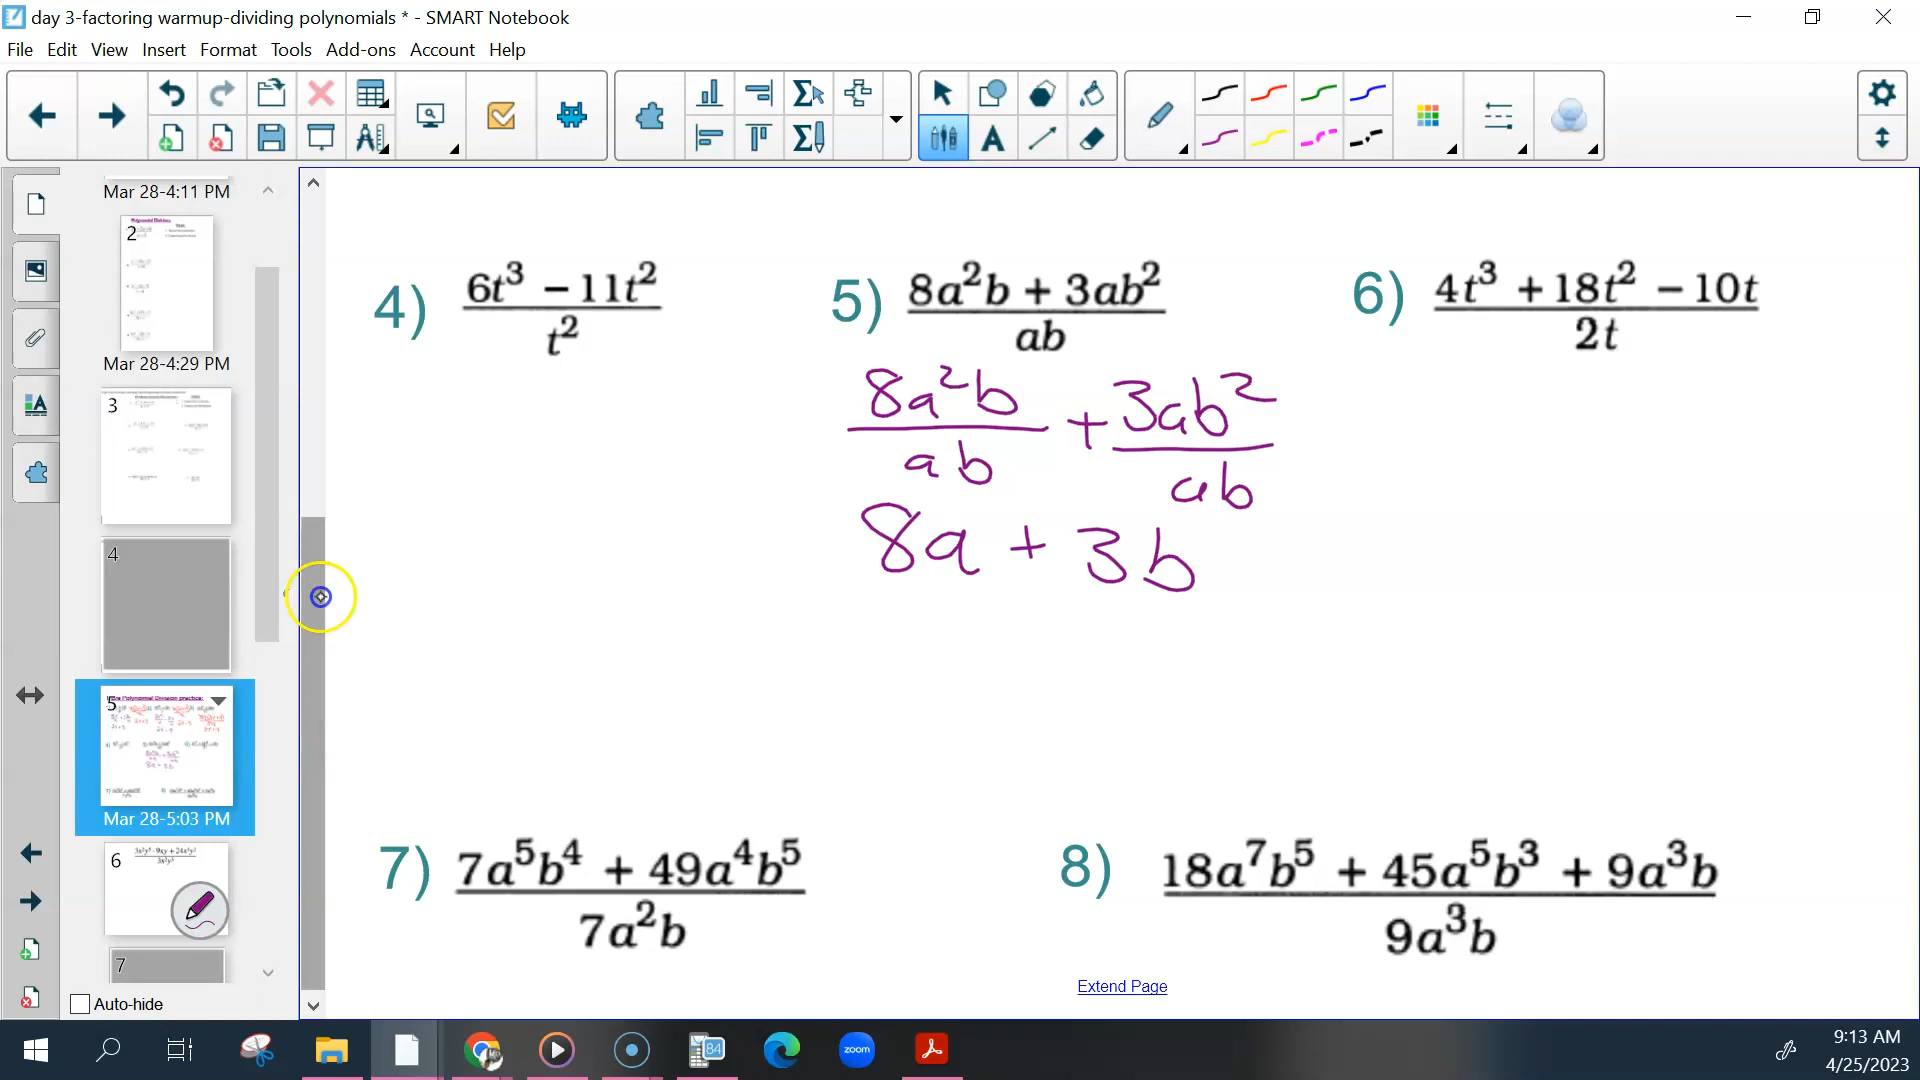 day 3-factoring warmup-dividing polynomials * - SMART Notebook
File Edit View Insert Format Tools Add-ons Account Help
Mar 28-4:11 PM
2
Mar 28-4:29 PM
3
4
5
Mar 28-5:03 PM
6
7
Auto-hide
4) (6t³ − 11t²)/t²
5) (8a²b + 3ab²)/ab
6) (4t³ + 18t² − 10t)/2t
8a²b/ab + 3ab²/ab
8a + 3b
7) (7a⁵b⁴ + 49a⁴b⁵)/7a²b
8) (18a⁷b⁵ + 45a⁵b³ + 9a³b)/9a³b
Extend Page
84
zoom
9:13 AM
4/25/2023